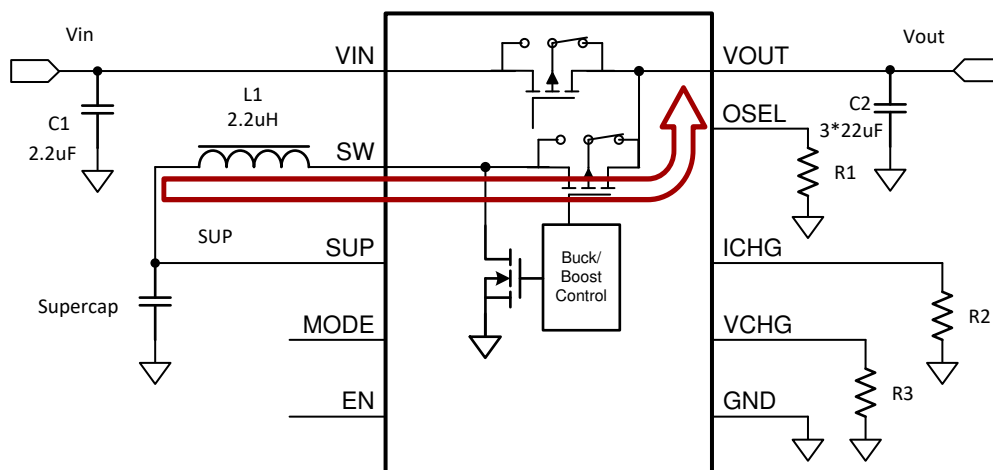 Vin
VIN
VOUT
Vout
C1
2.2uF
L1
2.2uH
SW
OSEL
C2
3*22uF
R1
SUP
SUP
Supercap
Buck/
Boost
Control
ICHG
R2
MODE
VCHG
R3
EN
GND